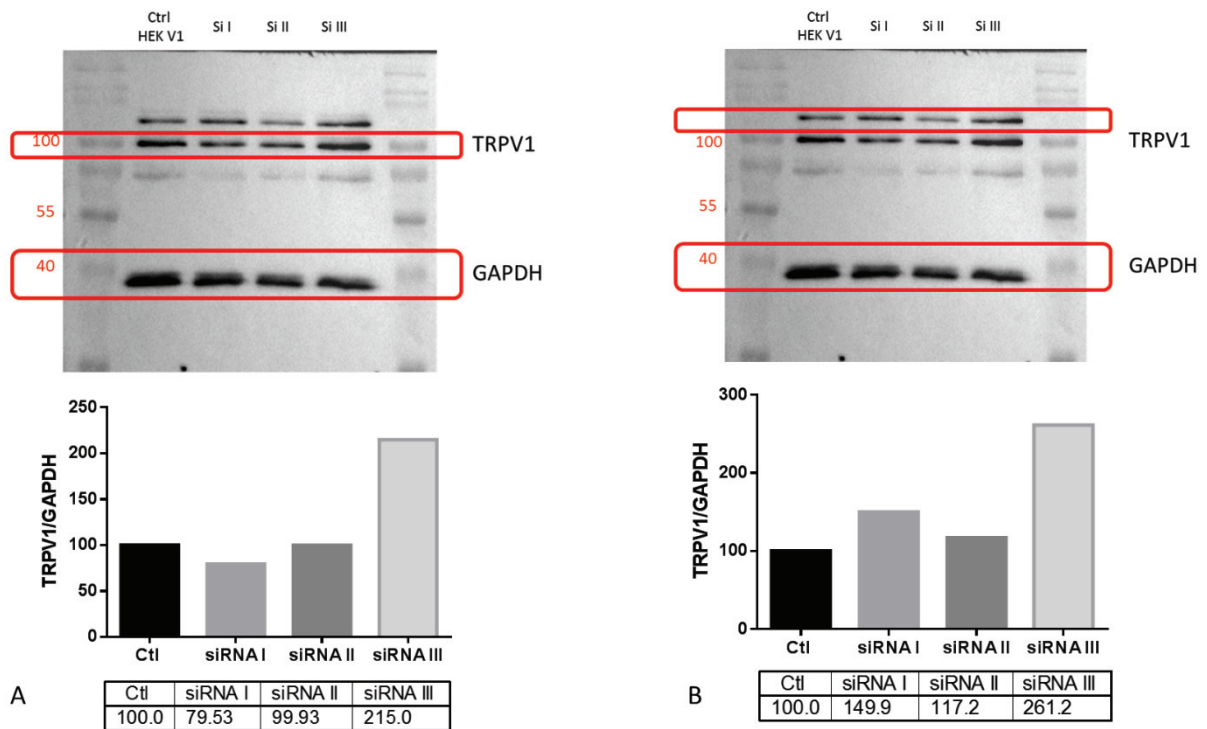 Ctrl
HEK V1 Si I Si II Si III
100 TRPV1
55
40 GAPDH
TRPV1/GAPDH
250
200
150
100
50
0
Ctl siRNA I siRNA II siRNA III
A
Ctl siRNA I siRNA II siRNA III
100.0 79.53 99.93 215.0
Ctrl
HEK V1 Si I Si II Si III
100 TRPV1
55
40 GAPDH
TRPV1/GAPDH
300
200
100
0
Ctl siRNA I siRNA II siRNA III
B
Ctl siRNA I siRNA II siRNA III
100.0 149.9 117.2 261.2